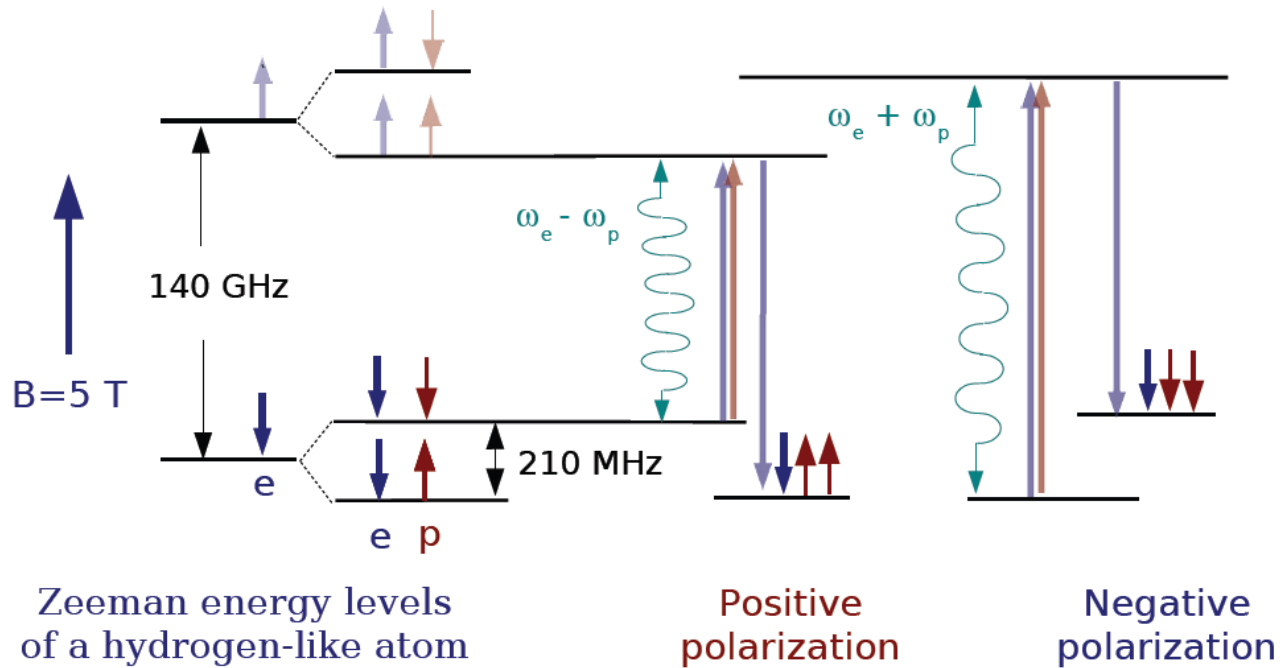 ωe + ωp
ωe - ωp
140 GHz
B=5 T
210 MHz
e
e p
Zeeman energy levels
of a hydrogen-like atom
Positive
polarization
Negative
polarization